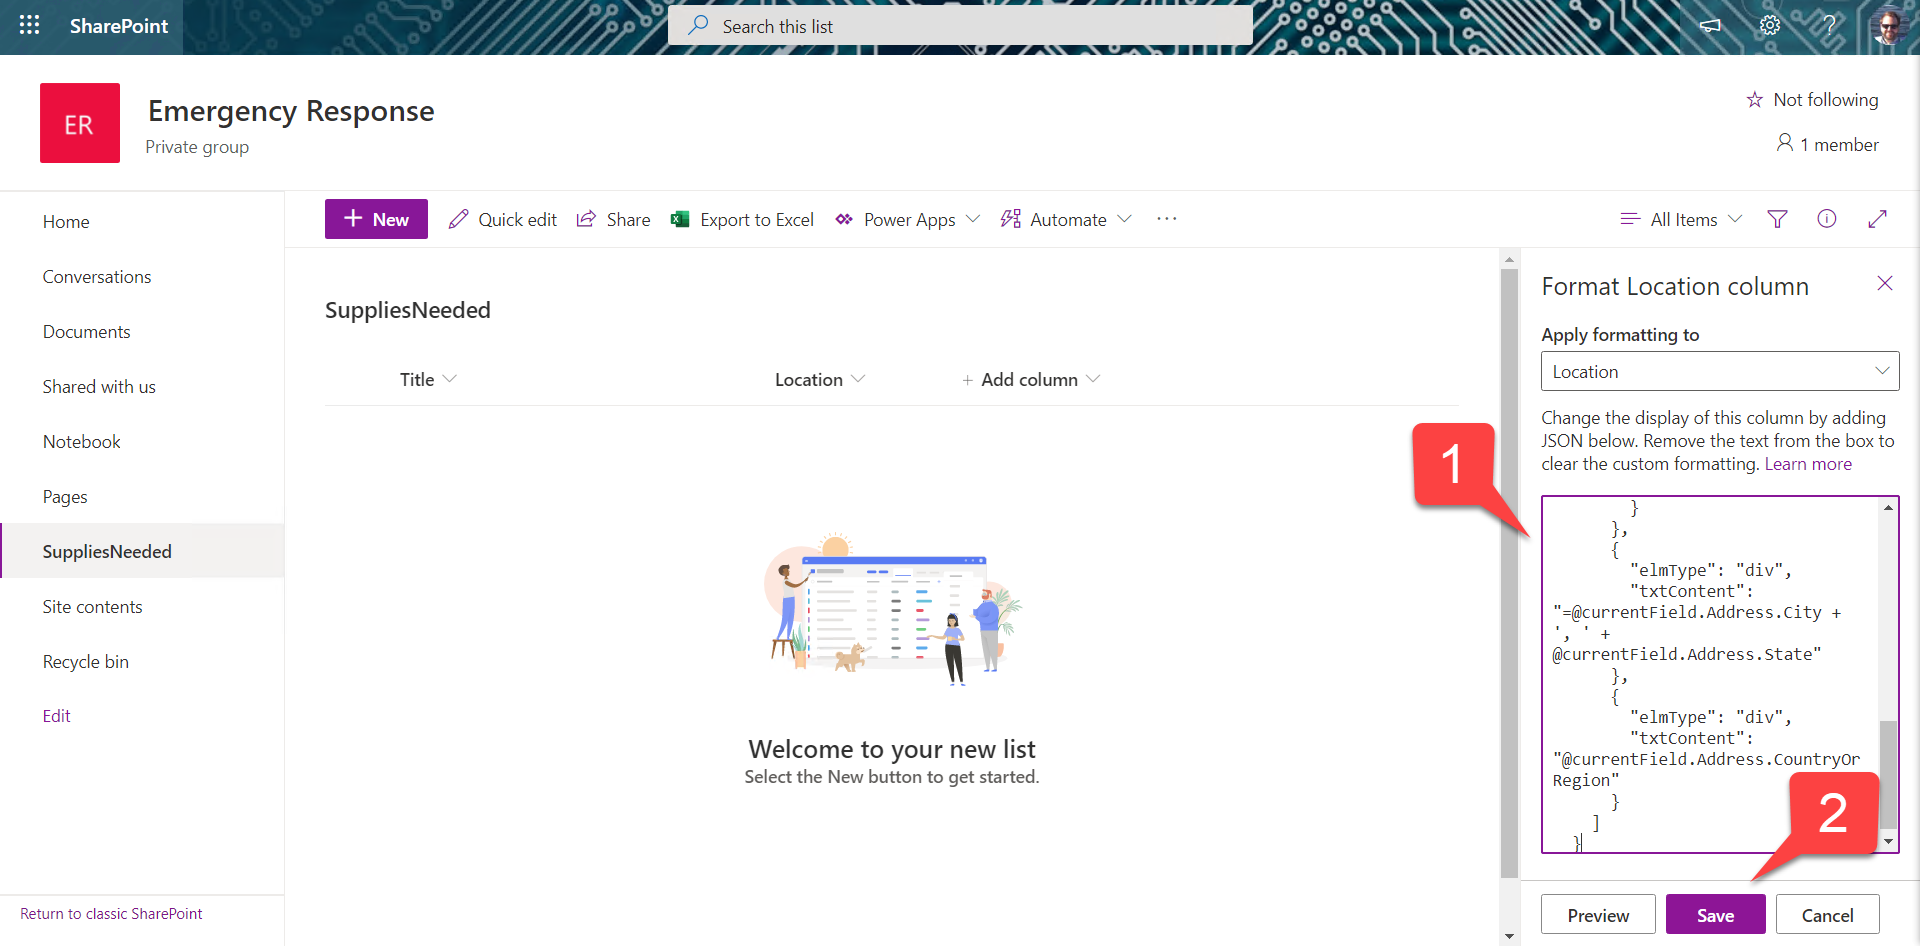 SharePoint
Search this list
ER
Emergency Response
Private group
Not following
1 member
Home
Conversations
Documents
Shared with us
Notebook
Pages
SuppliesNeeded
Site contents
Recycle bin
Edit
Return to classic SharePoint
+ New
Quick edit
Share
Export to Excel
Power Apps
Automate
...
All Items
SuppliesNeeded
Title
Location
+ Add column
Welcome to your new list
Select the New button to get started.
Format Location column
Apply formatting to
Location
Change the display of this column by adding
JSON below. Remove the text from the box to
clear the custom formatting. Learn more
1
}
},
{
"elmType": "div",
"txtContent":
"=@currentField.Address.City +
', ' +
@currentField.Address.State"
},
{
"elmType": "div",
"txtContent":
"@currentField.Address.CountryOr
Region"
}
]
}
2
Preview
Save
Cancel